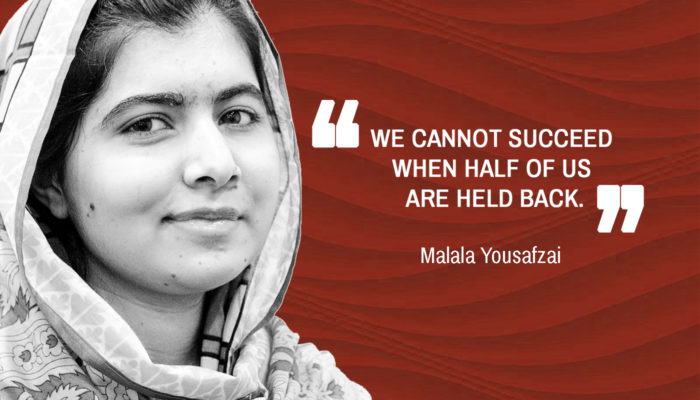 “WE CANNOT SUCCEED
WHEN HALF OF US
ARE HELD BACK.”
Malala Yousafzai